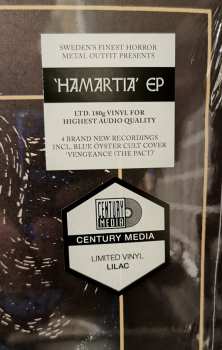 SWEDEN'S FINEST HORROR
METAL OUTFIT PRESENTS
'HAMARTIA' EP
LTD. 180g VINYL FOR
HIGHEST AUDIO QUALITY
4 BRAND NEW RECORDINGS
INCL. BLUE ÖYSTER CULT COVER
'VENGEANCE (THE PACT)'
CENTURY
MEDIA
CENTURY MEDIA
LIMITED VINYL
LILAC